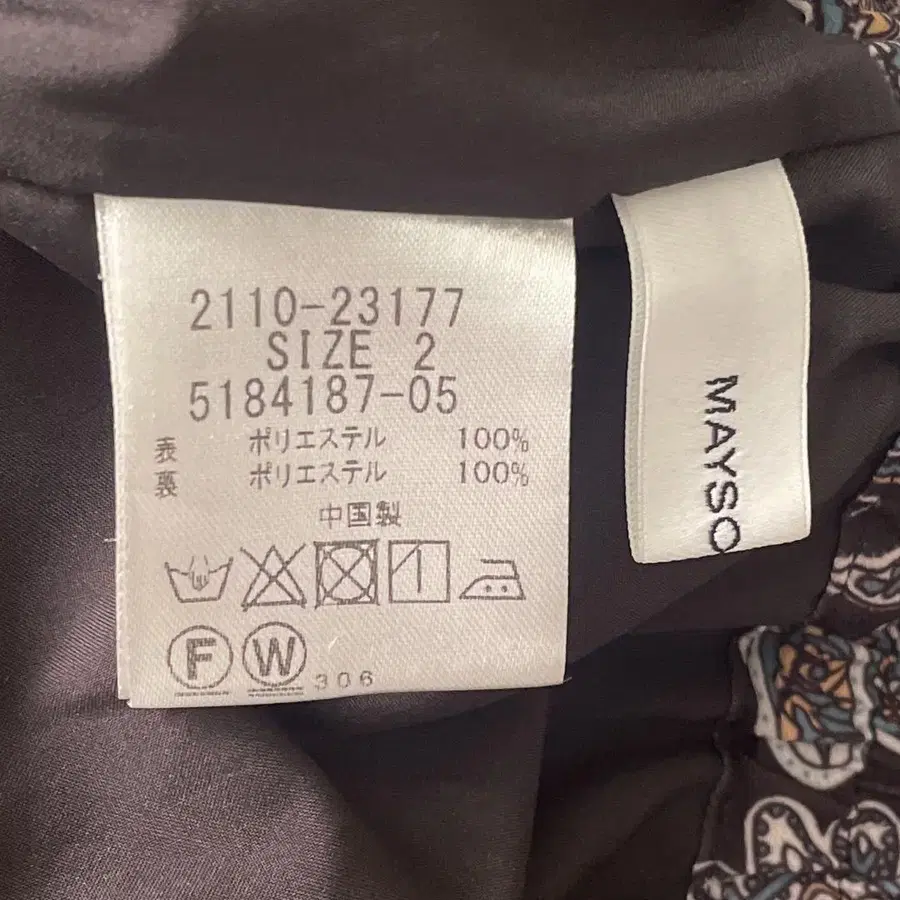 2110-23177
SIZE 2
5184187-05
表 ポリエステル 100%
裏 ポリエステル 100%
中国製
F W 306
MAYSO